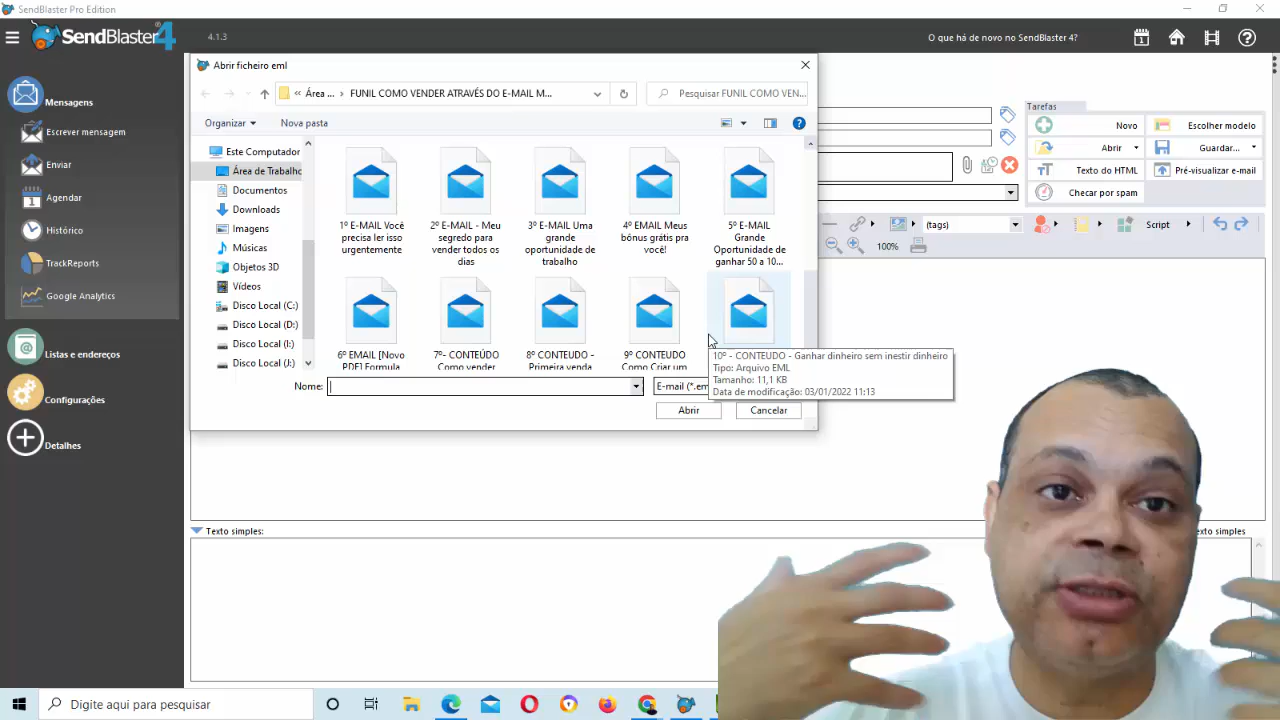 SendBlaster Pro Edition
SendBlaster 4
4.1.3
O que há de novo no SendBlaster 4?
Abrir ficheiro eml
« Área ... > FUNIL COMO VENDER ATRAVÉS DO E-MAIL M...
Pesquisar FUNIL COMO VEN...
Organizar
Nova pasta
Mensagens
Escrever mensagem
Enviar
Agendar
Histórico
TrackReports
Google Analytics
Listas e endereços
Configurações
Detalhes
Este Computador
Área de Trabalho
Documentos
Downloads
Imagens
Músicas
Objetos 3D
Vídeos
Disco Local (C:)
Disco Local (D:)
Disco Local (I:)
Disco Local (J:)
1º E-MAIL Você
precisa ler isso
urgentemente
2º E-MAIL - Meu
segredo para
vender todos os
dias
3º E-MAIL Uma
grande
oportunidade de
trabalho
4º EMAIL Meus
bônus grátis pra
você!
5º E-MAIL
Grande
Oponidade de
ganhar 50 a 10...
6º EMAIL [Novo
PDF] Formula
7º- CONTEÚDO
Como vender
8º CONTEUDO -
Primeira venda
9º CONTEUDO
Como Criar um
10º - CONTEUDO - Ganhar dinheiro sem inestir dinheiro
Tipo: Arquivo EML
Tamanho: 11,1 KB
Data de modificação: 03/01/2022 11:13
Nome:
E-mail (*.em
Abrir
Cancelar
Tarefas
Novo
Escolher modelo
Abrir
Guardar...
Texto do HTML
Pré-visualizar e-mail
Checar por spam
(tags)
Script
100%
Texto simples:
xto simples
Digite aqui para pesquisar